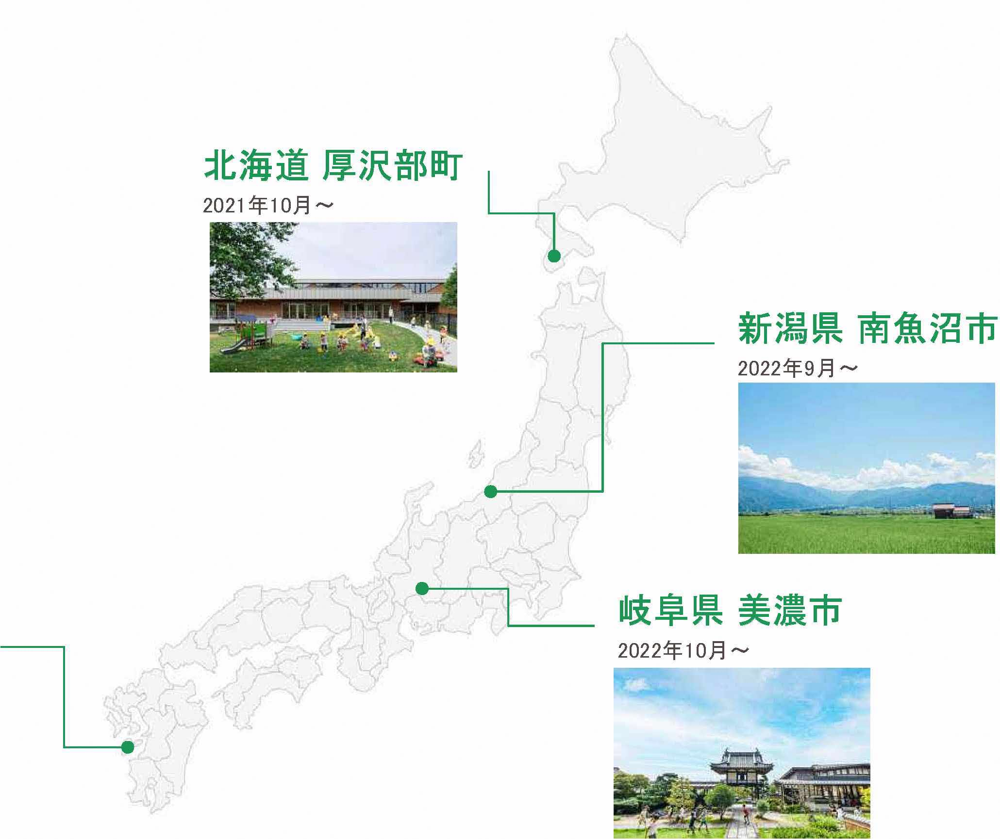 北海道 厚沢部町
2021年10月～
新潟県 南魚沼市
2022年9月～
岐阜県 美濃市
2022年10月～